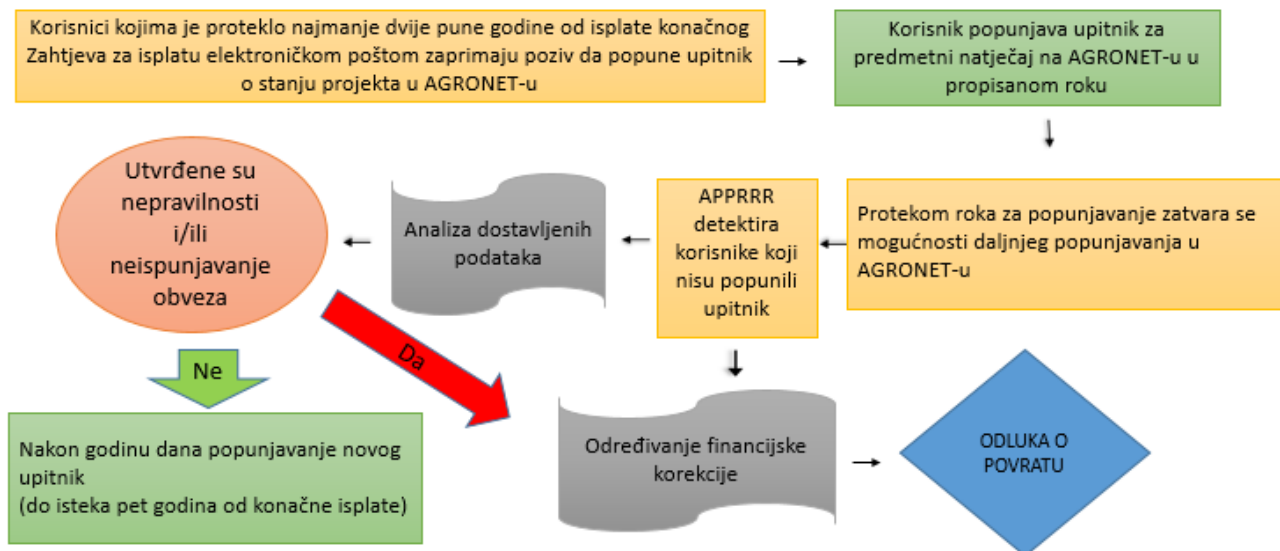 Korisnici kojima je proteklo najmanje dvije pune godine od isplate konačnog
Zahtjeva za isplatu elektroničkom poštom zaprimaju poziv da popune upitnik
o stanju projekta u AGRONET-u
Korisnik popunjava upitnik za
predmetni natječaj na AGRONET-u u
propisanom roku
Protekom roka za popunjavanje zatvara se
mogućnosti daljnjeg popunjavanja u
AGRONET-u
APPRRR
detektira
korisnike koji
nisu popunili
upitnik
Analiza dostavljenih
podataka
Utvrđene su
nepravilnosti
i/ili
neispunjavanje
obveza
Da
Ne
Nakon godinu dana popunjavanje novog
upitnik
(do isteka pet godina od konačne isplate)
Određivanje financijske
korekcije
ODLUKA O
POVRATU